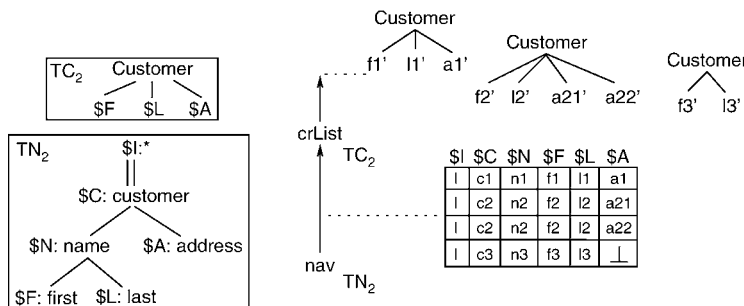 Customer
f1' l1' a1'
Customer
f2' l2' a21' a22'
Customer
f3' l3'
TC2 Customer
$F $L $A
crList
TC2
TN2 $I:*
$C: customer
$N: name $A: address
$F: first $L: last
nav
TN2
$I $C $N $F $L $A
I c1 n1 f1 l1 a1
I c2 n2 f2 l2 a21
I c2 n2 f2 l2 a22
I c3 n3 f3 l3 ⊥